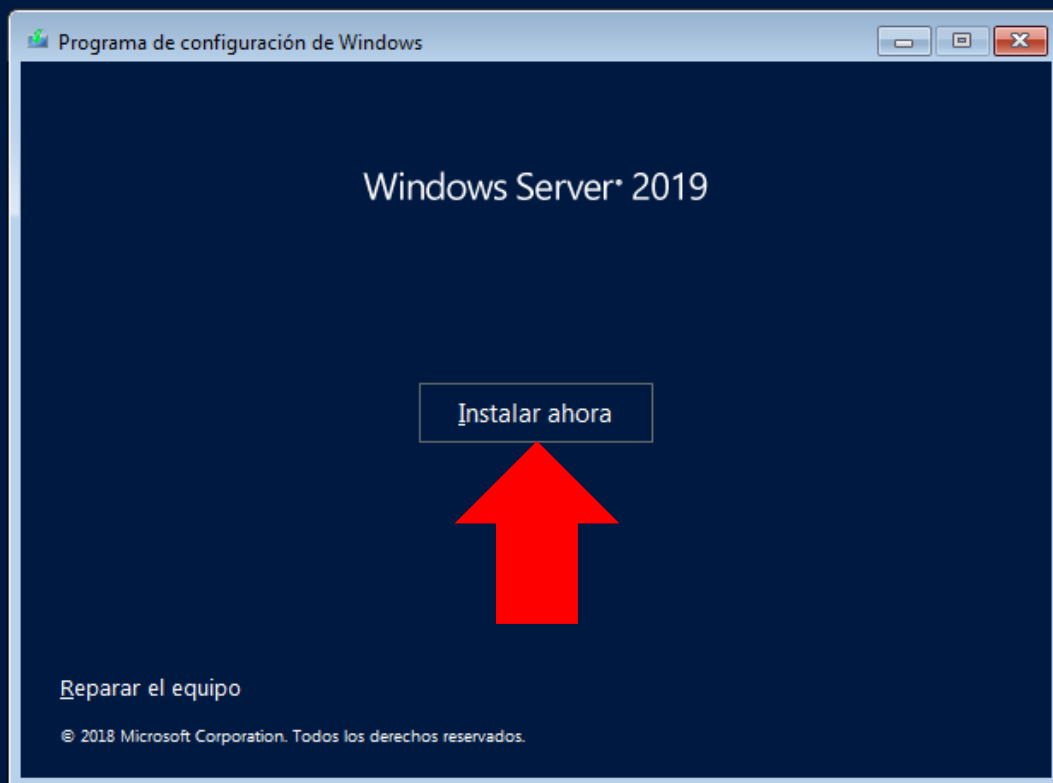 Programa de configuración de Windows
Windows Server® 2019
Instalar ahora
Reparar el equipo
© 2018 Microsoft Corporation. Todos los derechos reservados.